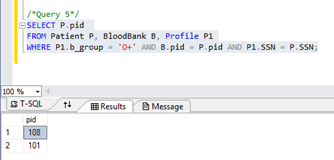 /*Query 5*/
SELECT P.pid
FROM Patient P, BloodBank B, Profile P1
WHERE P1.b_group = 'O+' AND B.pid = P.pid AND P1.SSN = P.SSN;
100 %
T-SQL Results Message
pid
1 108
2 101